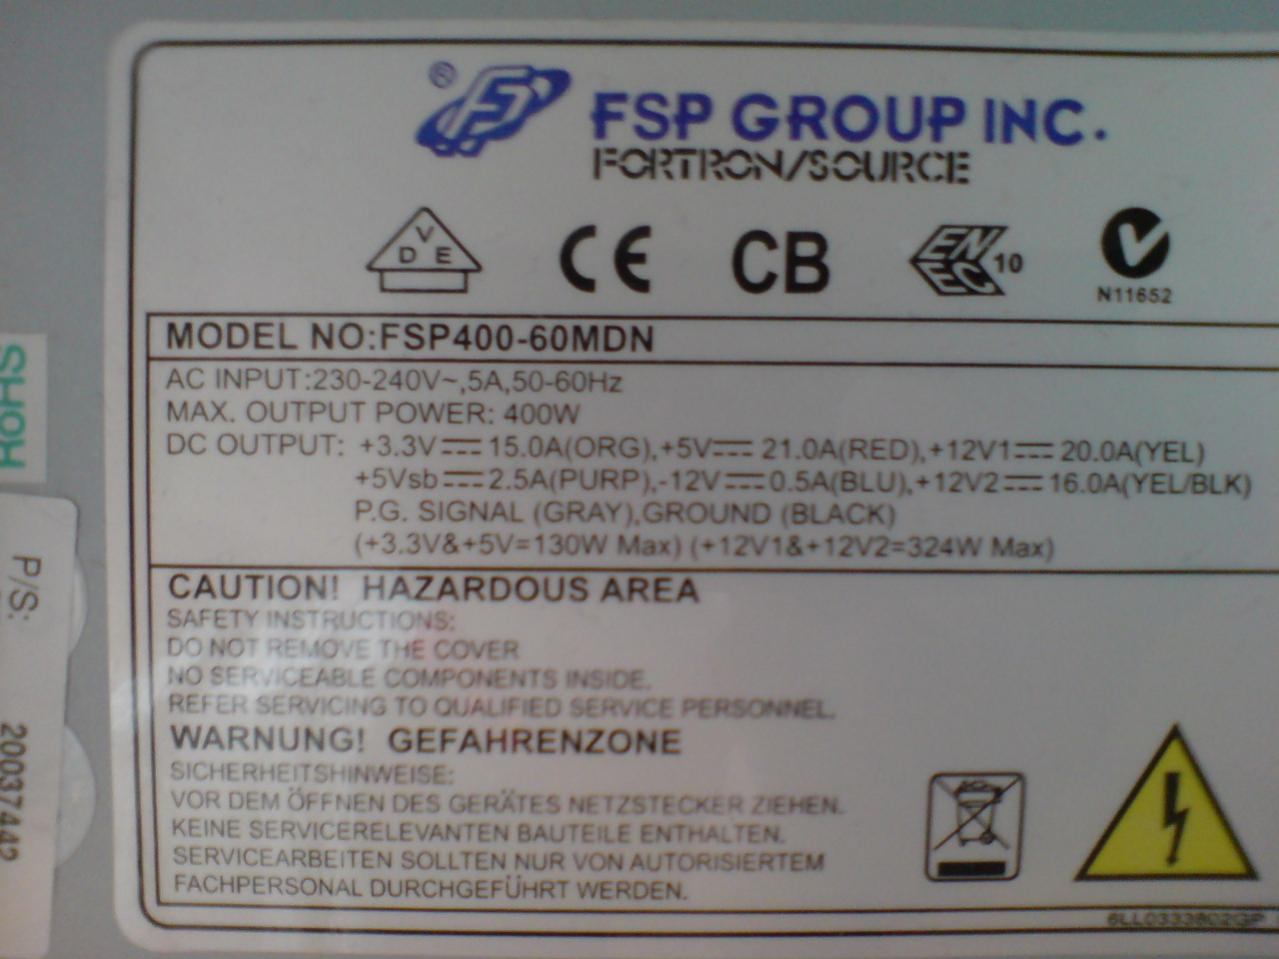 ® FSP GROUP INC.
FORTRON/SOURCE
VDE CE CB ENEC 10
N11652
MODEL NO:FSP400-60MDN
AC INPUT:230-240V~,5A,50-60Hz
MAX. OUTPUT POWER: 400W
DC OUTPUT: +3.3V⎓15.0A(ORG),+5V⎓21.0A(RED),+12V1⎓20.0A(YEL)
+5Vsb⎓2.5A(PURP),-12V⎓0.5A(BLU),+12V2⎓16.0A(YEL/BLK)
P.G. SIGNAL (GRAY),GROUND (BLACK)
(+3.3V&+5V=130W Max) (+12V1&+12V2=324W Max)
CAUTION! HAZARDOUS AREA
SAFETY INSTRUCTIONS:
DO NOT REMOVE THE COVER
NO SERVICEABLE COMPONENTS INSIDE.
REFER SERVICING TO QUALIFIED SERVICE PERSONNEL.
WARNUNG! GEFAHRENZONE
SICHERHEITSHINWEISE:
VOR DEM ÖFFNEN DES GERÄTES NETZSTECKER ZIEHEN.
KEINE SERVICERELEVANTEN BAUTEILE ENTHALTEN.
SERVICEARBEITEN SOLLTEN NUR VON AUTORISIERTEM
FACHPERSONAL DURCHGEFÜHRT WERDEN.
6LL0333802GP
RoHS
P/S:
20037442